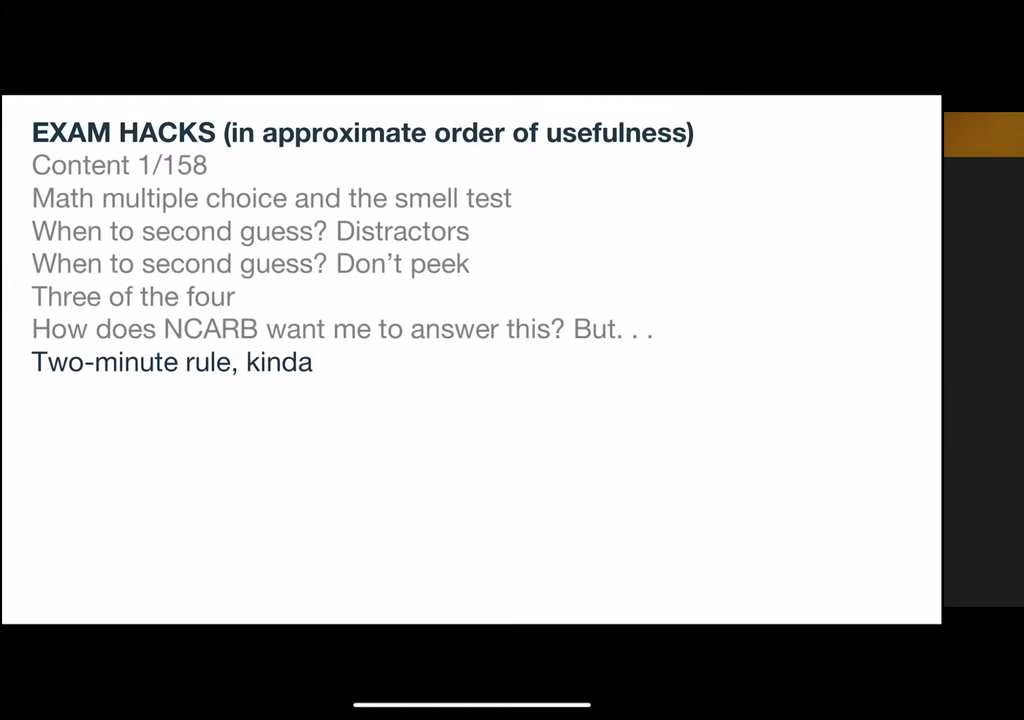 EXAM HACKS (in approximate order of usefulness)
Content 1/158
Math multiple choice and the smell test
When to second guess? Distractors
When to second guess? Don’t peek
Three of the four
How does NCARB want me to answer this? But. . .
Two-minute rule, kinda